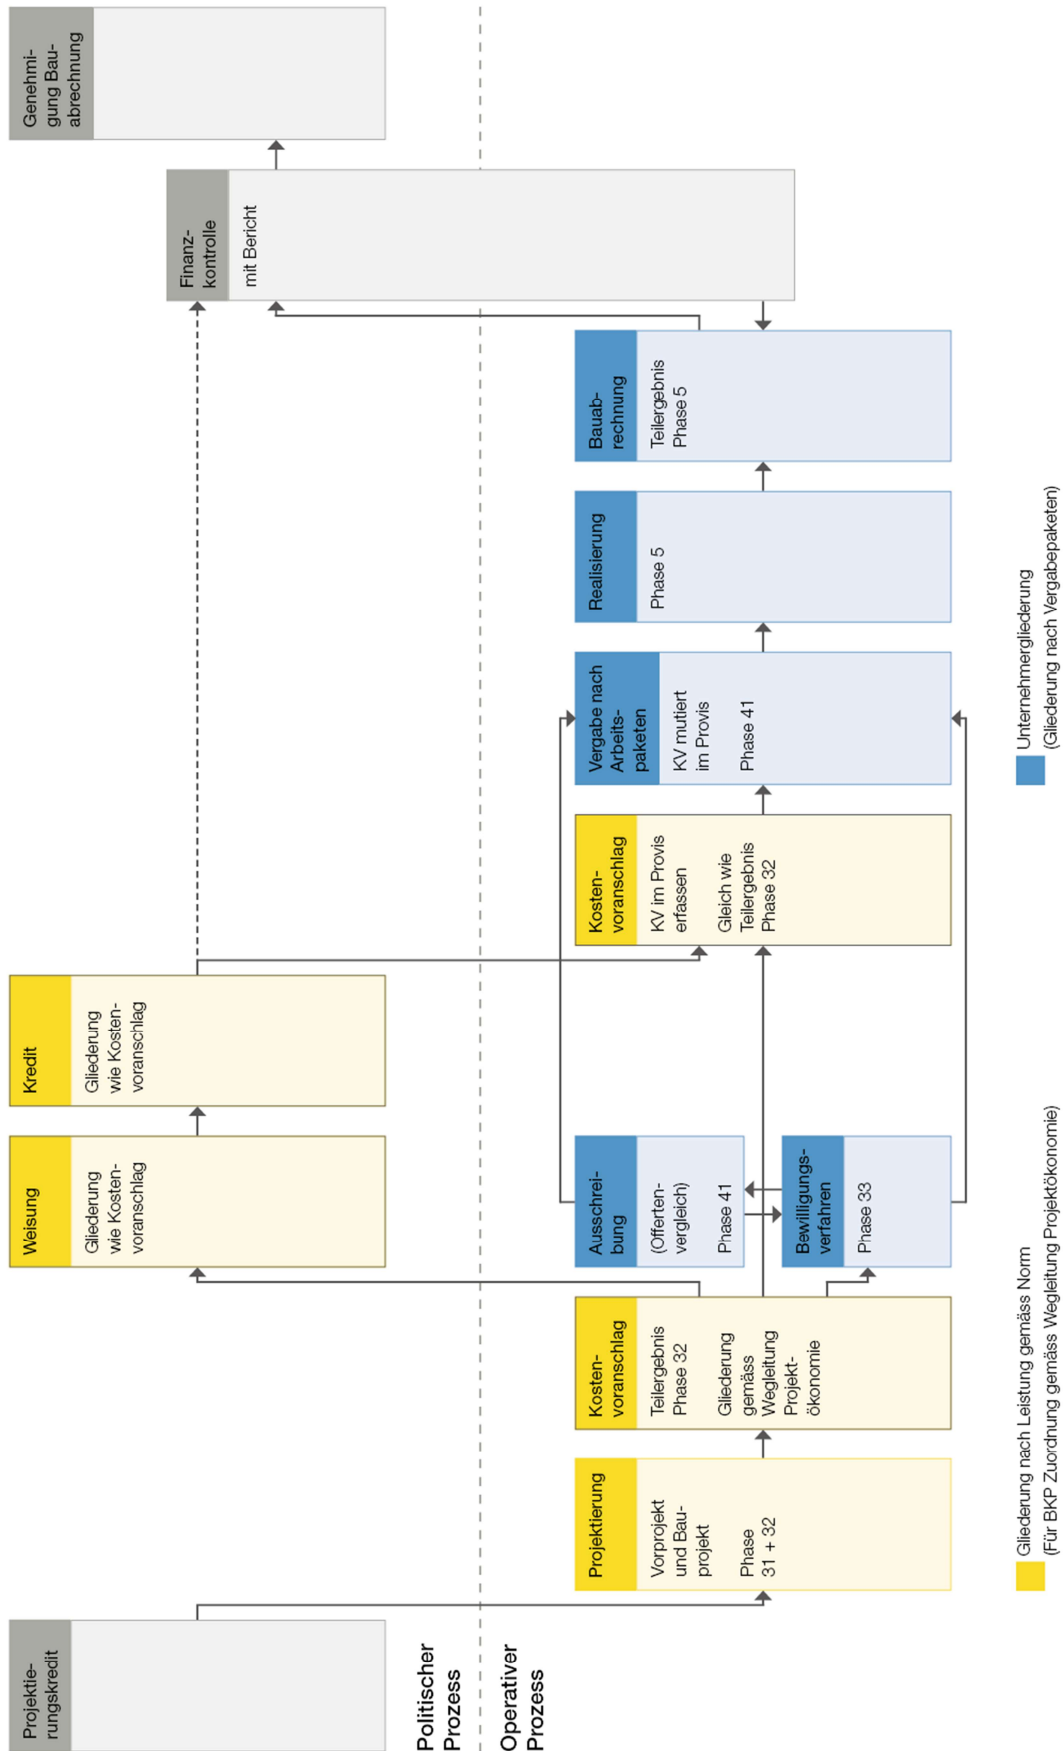 Projektie-
rungskredit
Weisung
Gliederung
wie Kosten-
voranschlag
Kredit
Gliederung
wie Kosten-
voranschlag
Genehmi-
gung Bau-
abrechnung
Finanz-
kontrolle
mit Bericht
Politischer
Prozess
Operativer
Prozess
Projektierung
Vorprojekt
und Bau-
projekt
Phase
31 + 32
Kosten-
voranschlag
Teilergebnis
Phase 32
Gliederung
gemäss
Wegleitung
Projekt-
ökonomie
Ausschrei-
bung
(Offerten-
vergleich)
Phase 41
Bewilligungs-
verfahren
Phase 33
Kosten-
voranschlag
KV im Provis
erfassen
Gleich wie
Teilergebnis
Phase 32
Vergabe nach
Arbeits-
paketen
KV mutiert
im Provis
Phase 41
Realisierung
Phase 5
Bauab-
rechnung
Teilergebnis
Phase 5
Gliederung nach Leistung gemäss Norm
(Für BKP Zuordnung gemäss Wegleitung Projektökonomie)
Unternehmergliederung
(Gliederung nach Vergabepaketen)